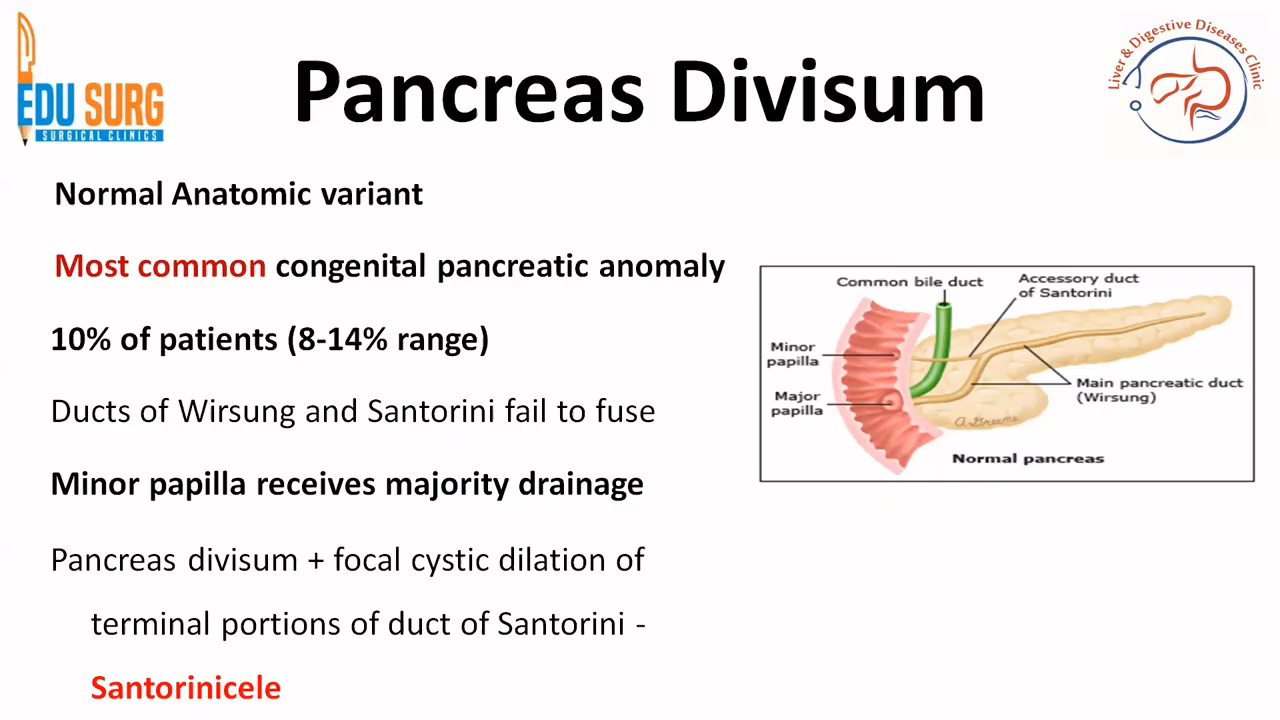 EDU SURG
SURGICAL CLINICS
Pancreas Divisum
Liver & Digestive Diseases Clinic
Normal Anatomic variant
Most common congenital pancreatic anomaly
10% of patients (8-14% range)
Ducts of Wirsung and Santorini fail to fuse
Minor papilla receives majority drainage
Pancreas divisum + focal cystic dilation of
terminal portions of duct of Santorini -
Santorinicele
Common bile duct
Accessory duct
of Santorini
Minor
papilla
Major
papilla
Main pancreatic duct
(Wirsung)
Normal pancreas